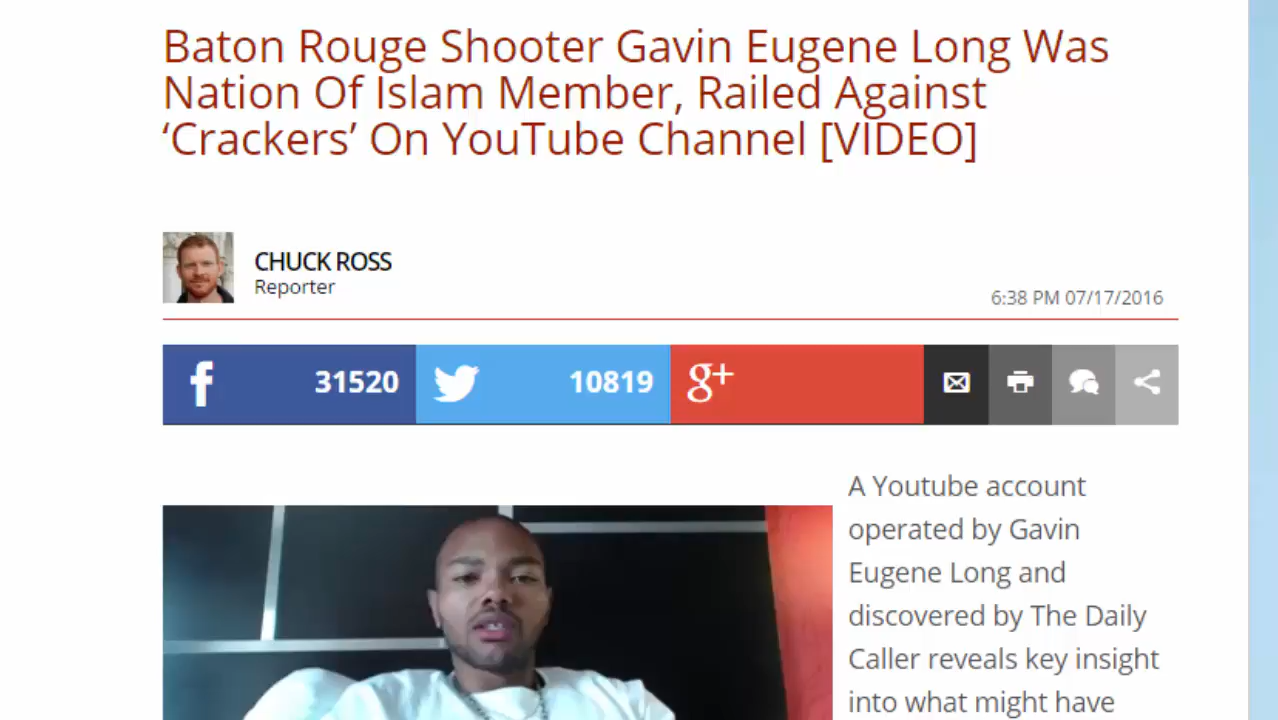 Baton Rouge Shooter Gavin Eugene Long Was
Nation Of Islam Member, Railed Against
‘Crackers’ On YouTube Channel [VIDEO]
CHUCK ROSS
Reporter
6:38 PM 07/17/2016
f 31520
10819
g+
A Youtube account
operated by Gavin
Eugene Long and
discovered by The Daily
Caller reveals key insight
into what might have